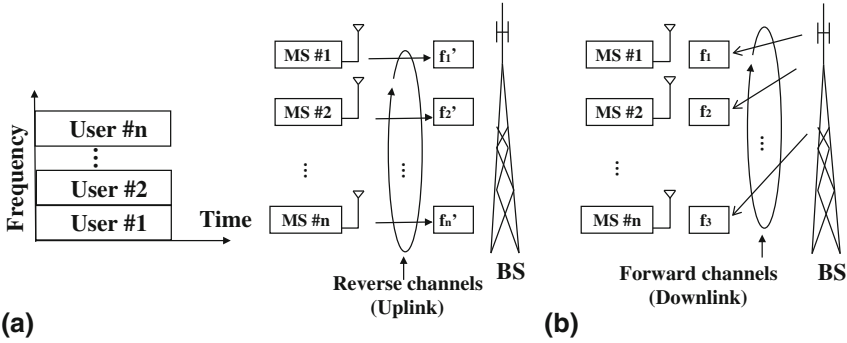 Frequency
User #n
⋮
User #2
User #1
Time
MS #1
f₁’
MS #2
f₂’
⋮
...
MS #n
fₙ’
Reverse channels
(Uplink)
BS
(a)
MS #1
f₁
MS #2
f₂
⋮
...
MS #n
f₃
Forward channels
(Downlink)
BS
(b)